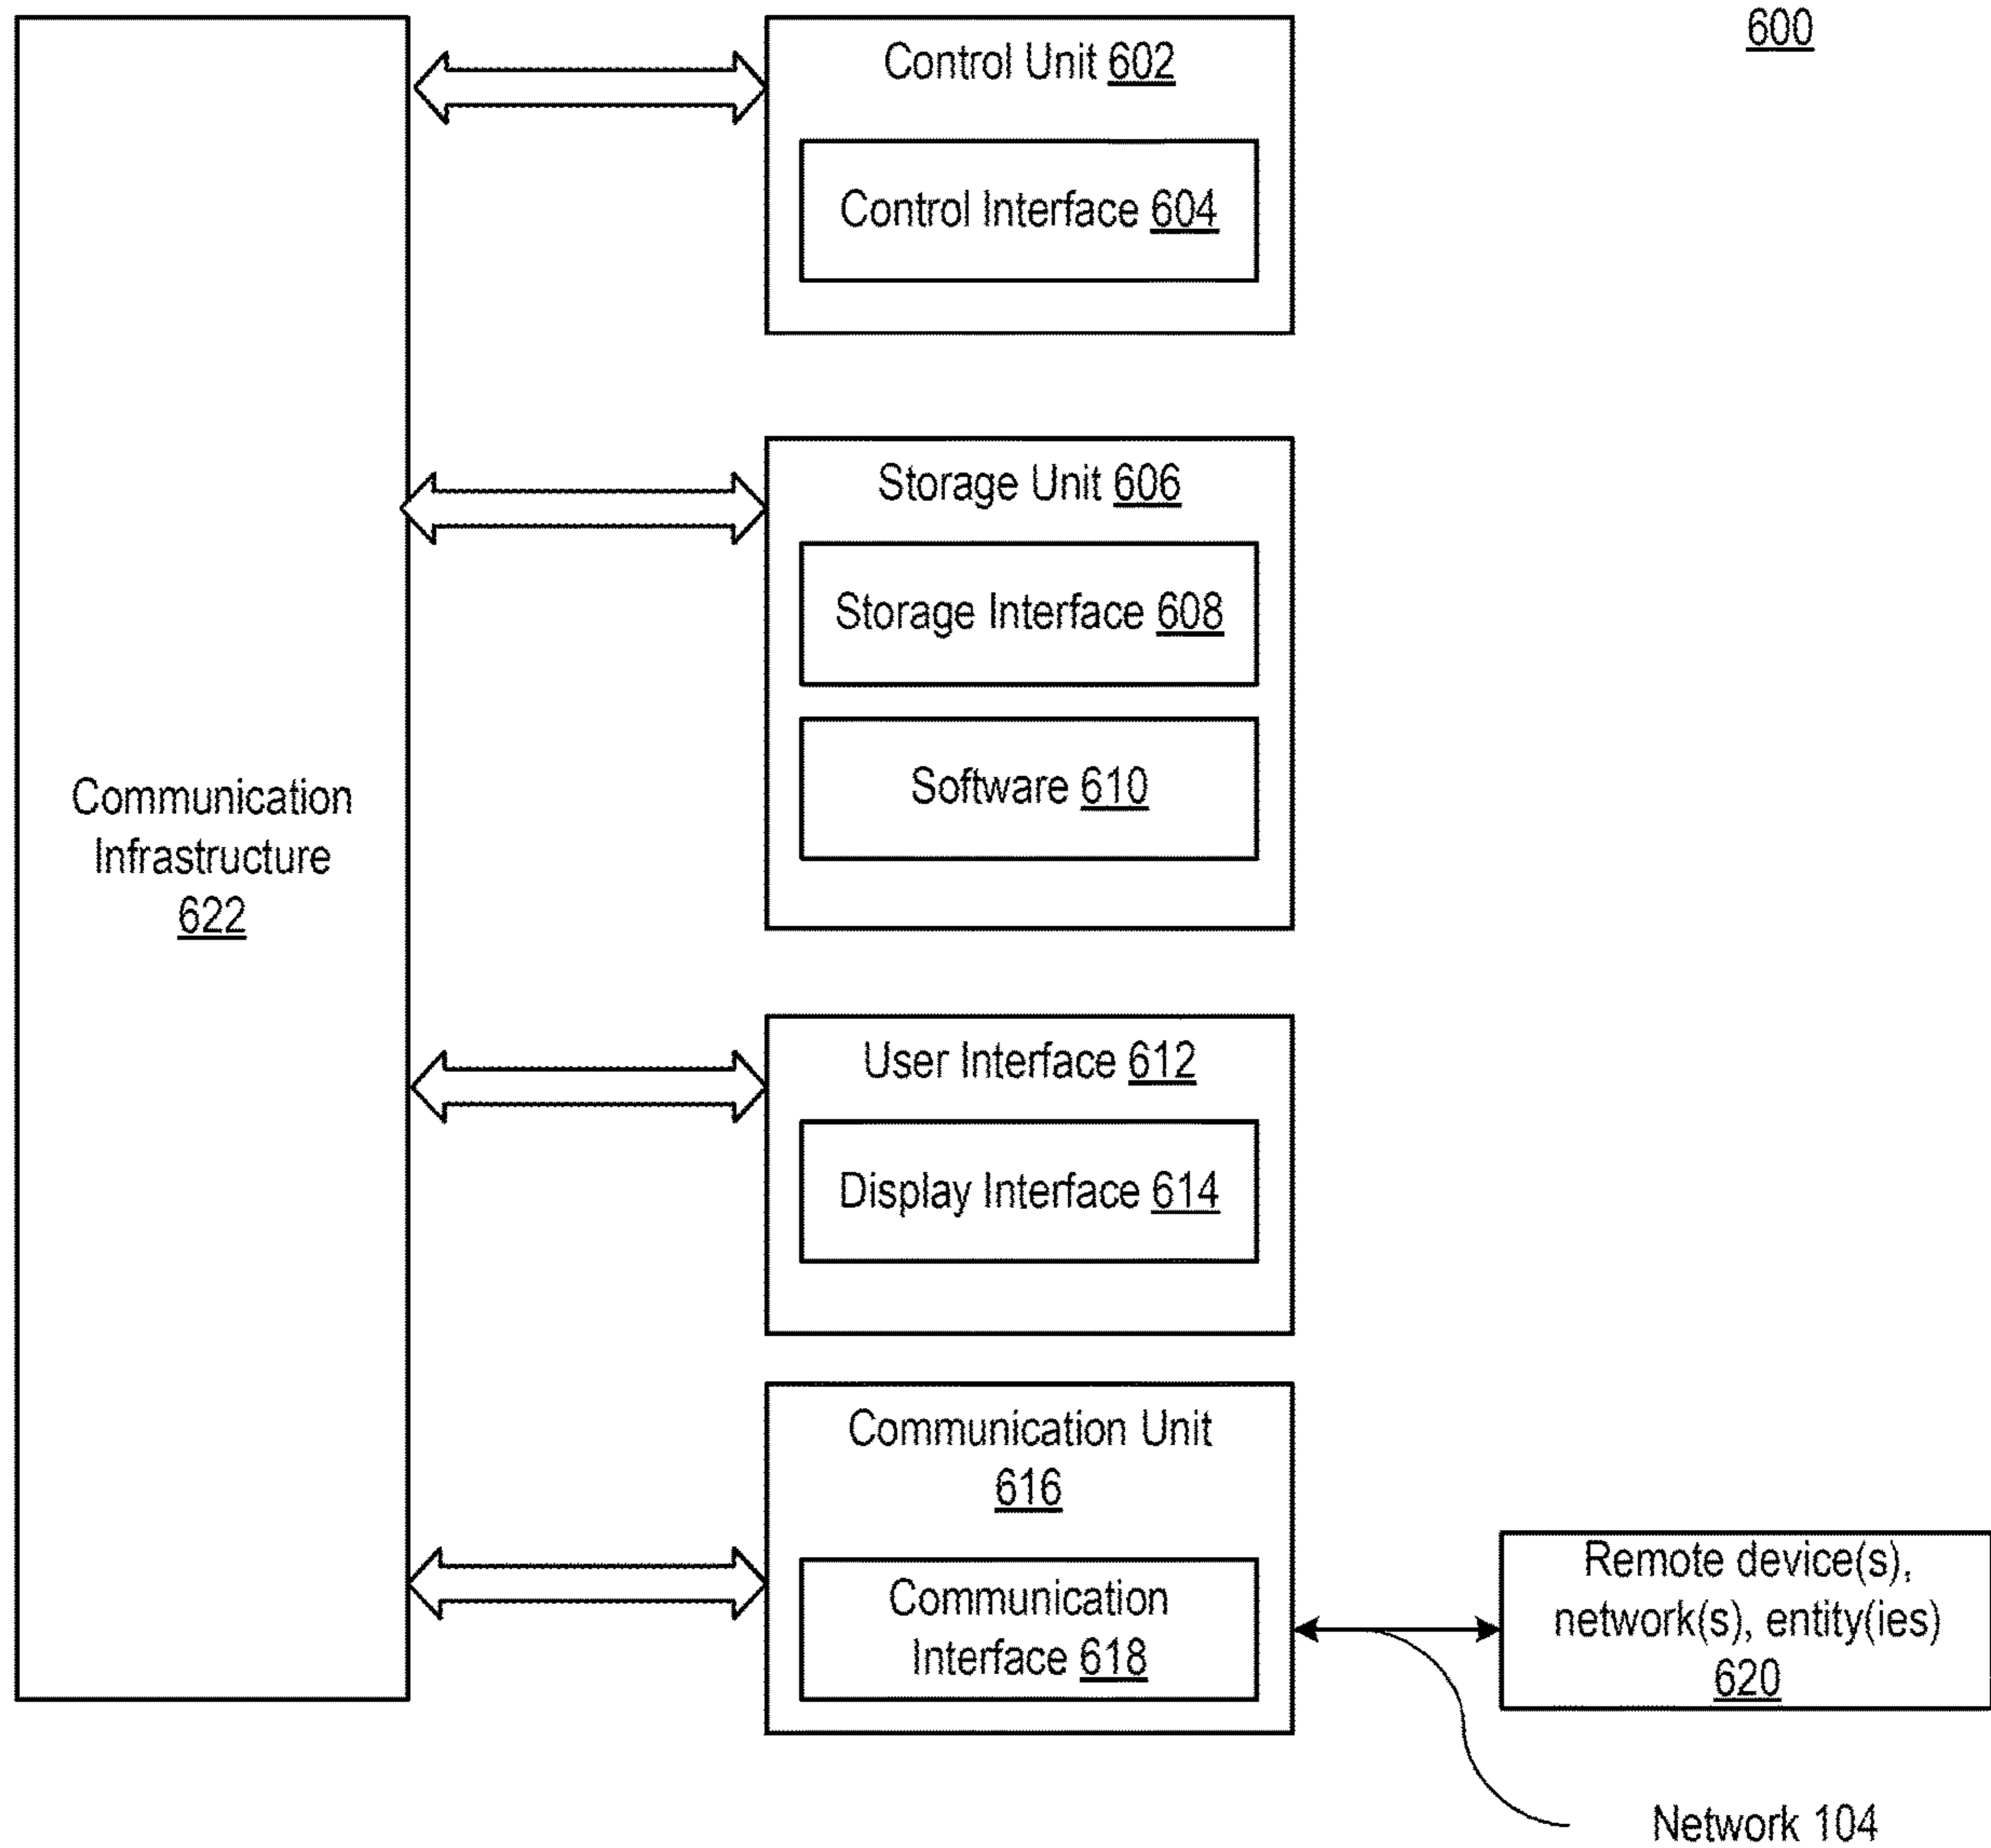 600
Control Unit 602
Control Interface 604
Storage Unit 606
Storage Interface 608
Software 610
Communication
Infrastructure
622
User Interface 612
Display Interface 614
Communication Unit
616
Communication
Interface 618
Remote device(s),
network(s), entity(ies)
620
Network 104